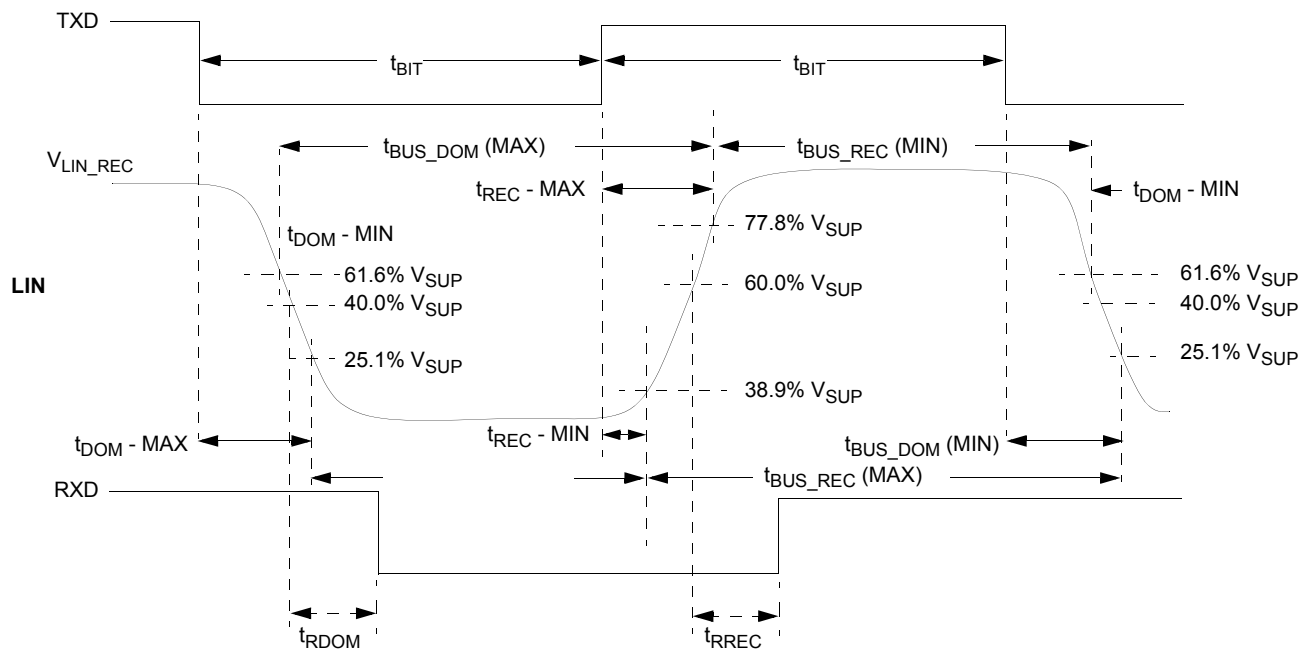 TXD
tBIT
tBIT
tBUS_DOM (MAX)
tBUS_REC (MIN)
VLIN_REC
tREC - MAX
tDOM - MIN
77.8% VSUP
tDOM - MIN
LIN
61.6% VSUP
60.0% VSUP
61.6% VSUP
40.0% VSUP
40.0% VSUP
25.1% VSUP
25.1% VSUP
38.9% VSUP
tDOM - MAX
tREC - MIN
tBUS_DOM (MIN)
tBUS_REC (MAX)
RXD
tRDOM
tRREC